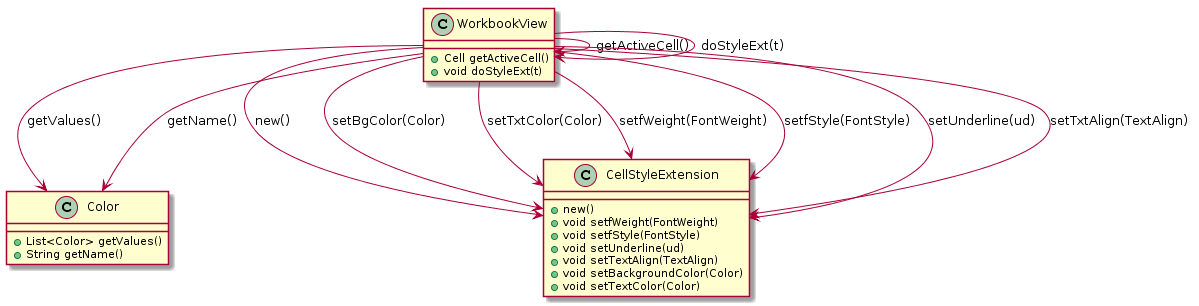 C WorkbookView
Cell getActiveCell()
void doStyleExt(t)
getActiveCell()
doStyleExt(t)
getValues()
getName()
new()
setBgColor(Color)
setTxtColor(Color)
setfWeight(FontWeight)
setfStyle(FontStyle)
setUnderline(ud)
setTxtAlign(TextAlign)
C Color
List<Color> getValues()
String getName()
C CellStyleExtension
new()
void setfWeight(FontWeight)
void setfStyle(FontStyle)
void setUnderline(ud)
void setTextAlign(TextAlign)
void setBackgroundColor(Color)
void setTextColor(Color)